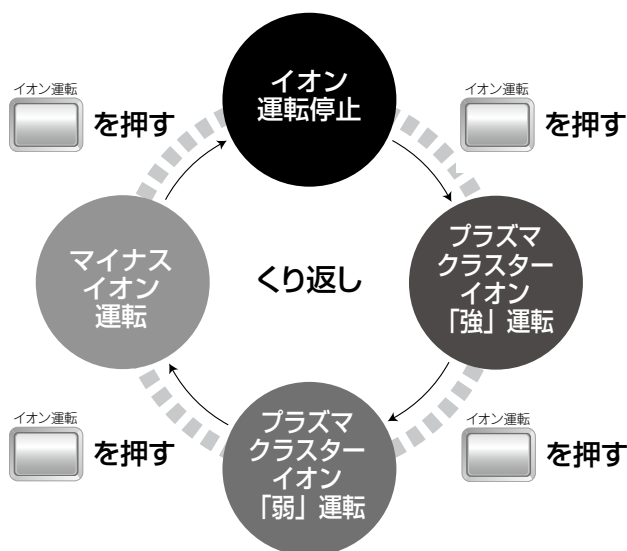 イオン
運転停止
イオン運転
を押す
イオン運転
を押す
プラズマ
クラスター
イオン
「強」運転
マイナス
イオン
運転
くり返し
イオン運転
を押す
イオン運転
を押す
プラズマ
クラスター
イオン
「弱」運転